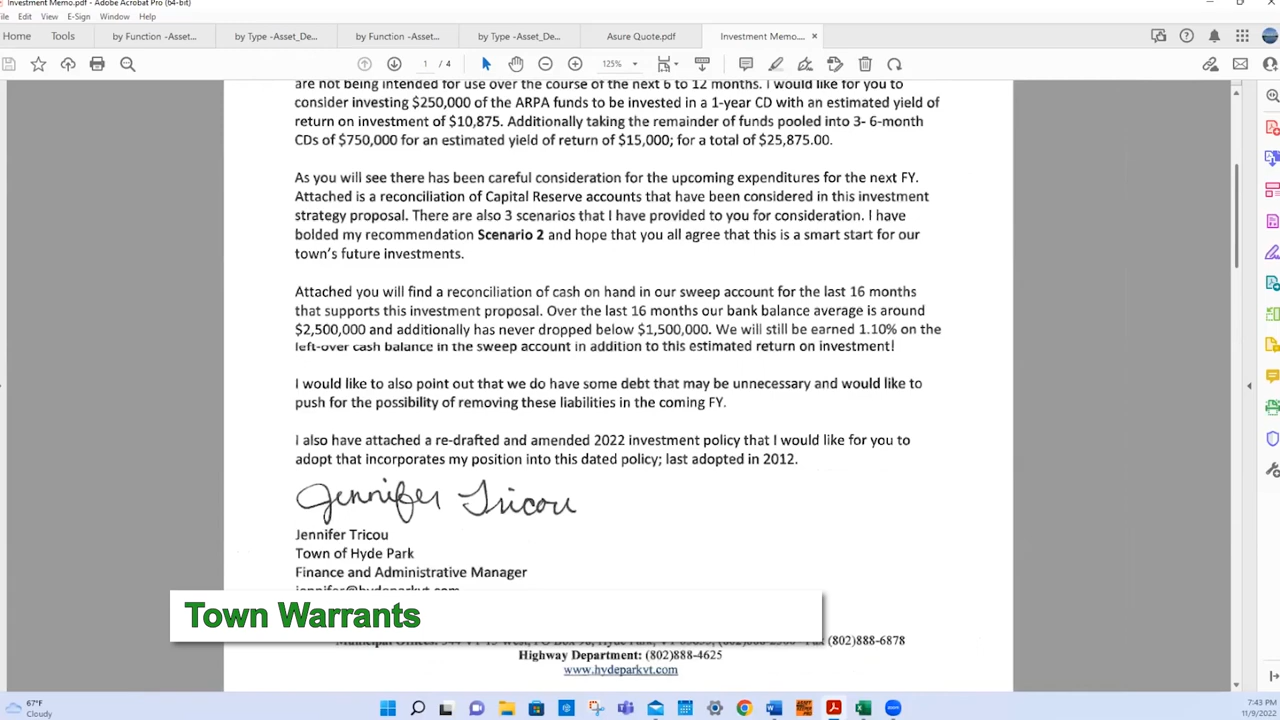 Investment Memo.pdf - Adobe Acrobat Pro (64-bit)
File Edit View E-Sign Window Help
Home Tools by Function -Asset... by Type -Asset_De... by Function -Asset... by Type -Asset_De... Asure Quote.pdf Investment Memo.... ×
1 / 4 125%
are not being intended for use over the course of the next 6 to 12 months. I would like for you to
consider investing $250,000 of the ARPA funds to be invested in a 1-year CD with an estimated yield of
return on investment of $10,875. Additionally taking the remainder of funds pooled into 3- 6-month
CDs of $750,000 for an estimated yield of return of $15,000; for a total of $25,875.00.
As you will see there has been careful consideration for the upcoming expenditures for the next FY.
Attached is a reconciliation of Capital Reserve accounts that have been considered in this investment
strategy proposal. There are also 3 scenarios that I have provided to you for consideration. I have
bolded my recommendation Scenario 2 and hope that you all agree that this is a smart start for our
town's future investments.
Attached you will find a reconciliation of cash on hand in our sweep account for the last 16 months
that supports this investment proposal. Over the last 16 months our bank balance average is around
$2,500,000 and additionally has never dropped below $1,500,000. We will still be earned 1.10% on the
left-over cash balance in the sweep account in addition to this estimated return on investment!
I would like to also point out that we do have some debt that may be unnecessary and would like to
push for the possibility of removing these liabilities in the coming FY.
I also have attached a re-drafted and amended 2022 investment policy that I would like for you to
adopt that incorporates my position into this dated policy; last adopted in 2012.
Jennifer Tricou
Jennifer Tricou
Town of Hyde Park
Finance and Administrative Manager
jennifer@hydeparkvt.com
Town Warrants
(802)888-6878
Highway Department: (802)888-4625
www.hydeparkvt.com
67°F
Cloudy
7:43 PM
11/9/2022